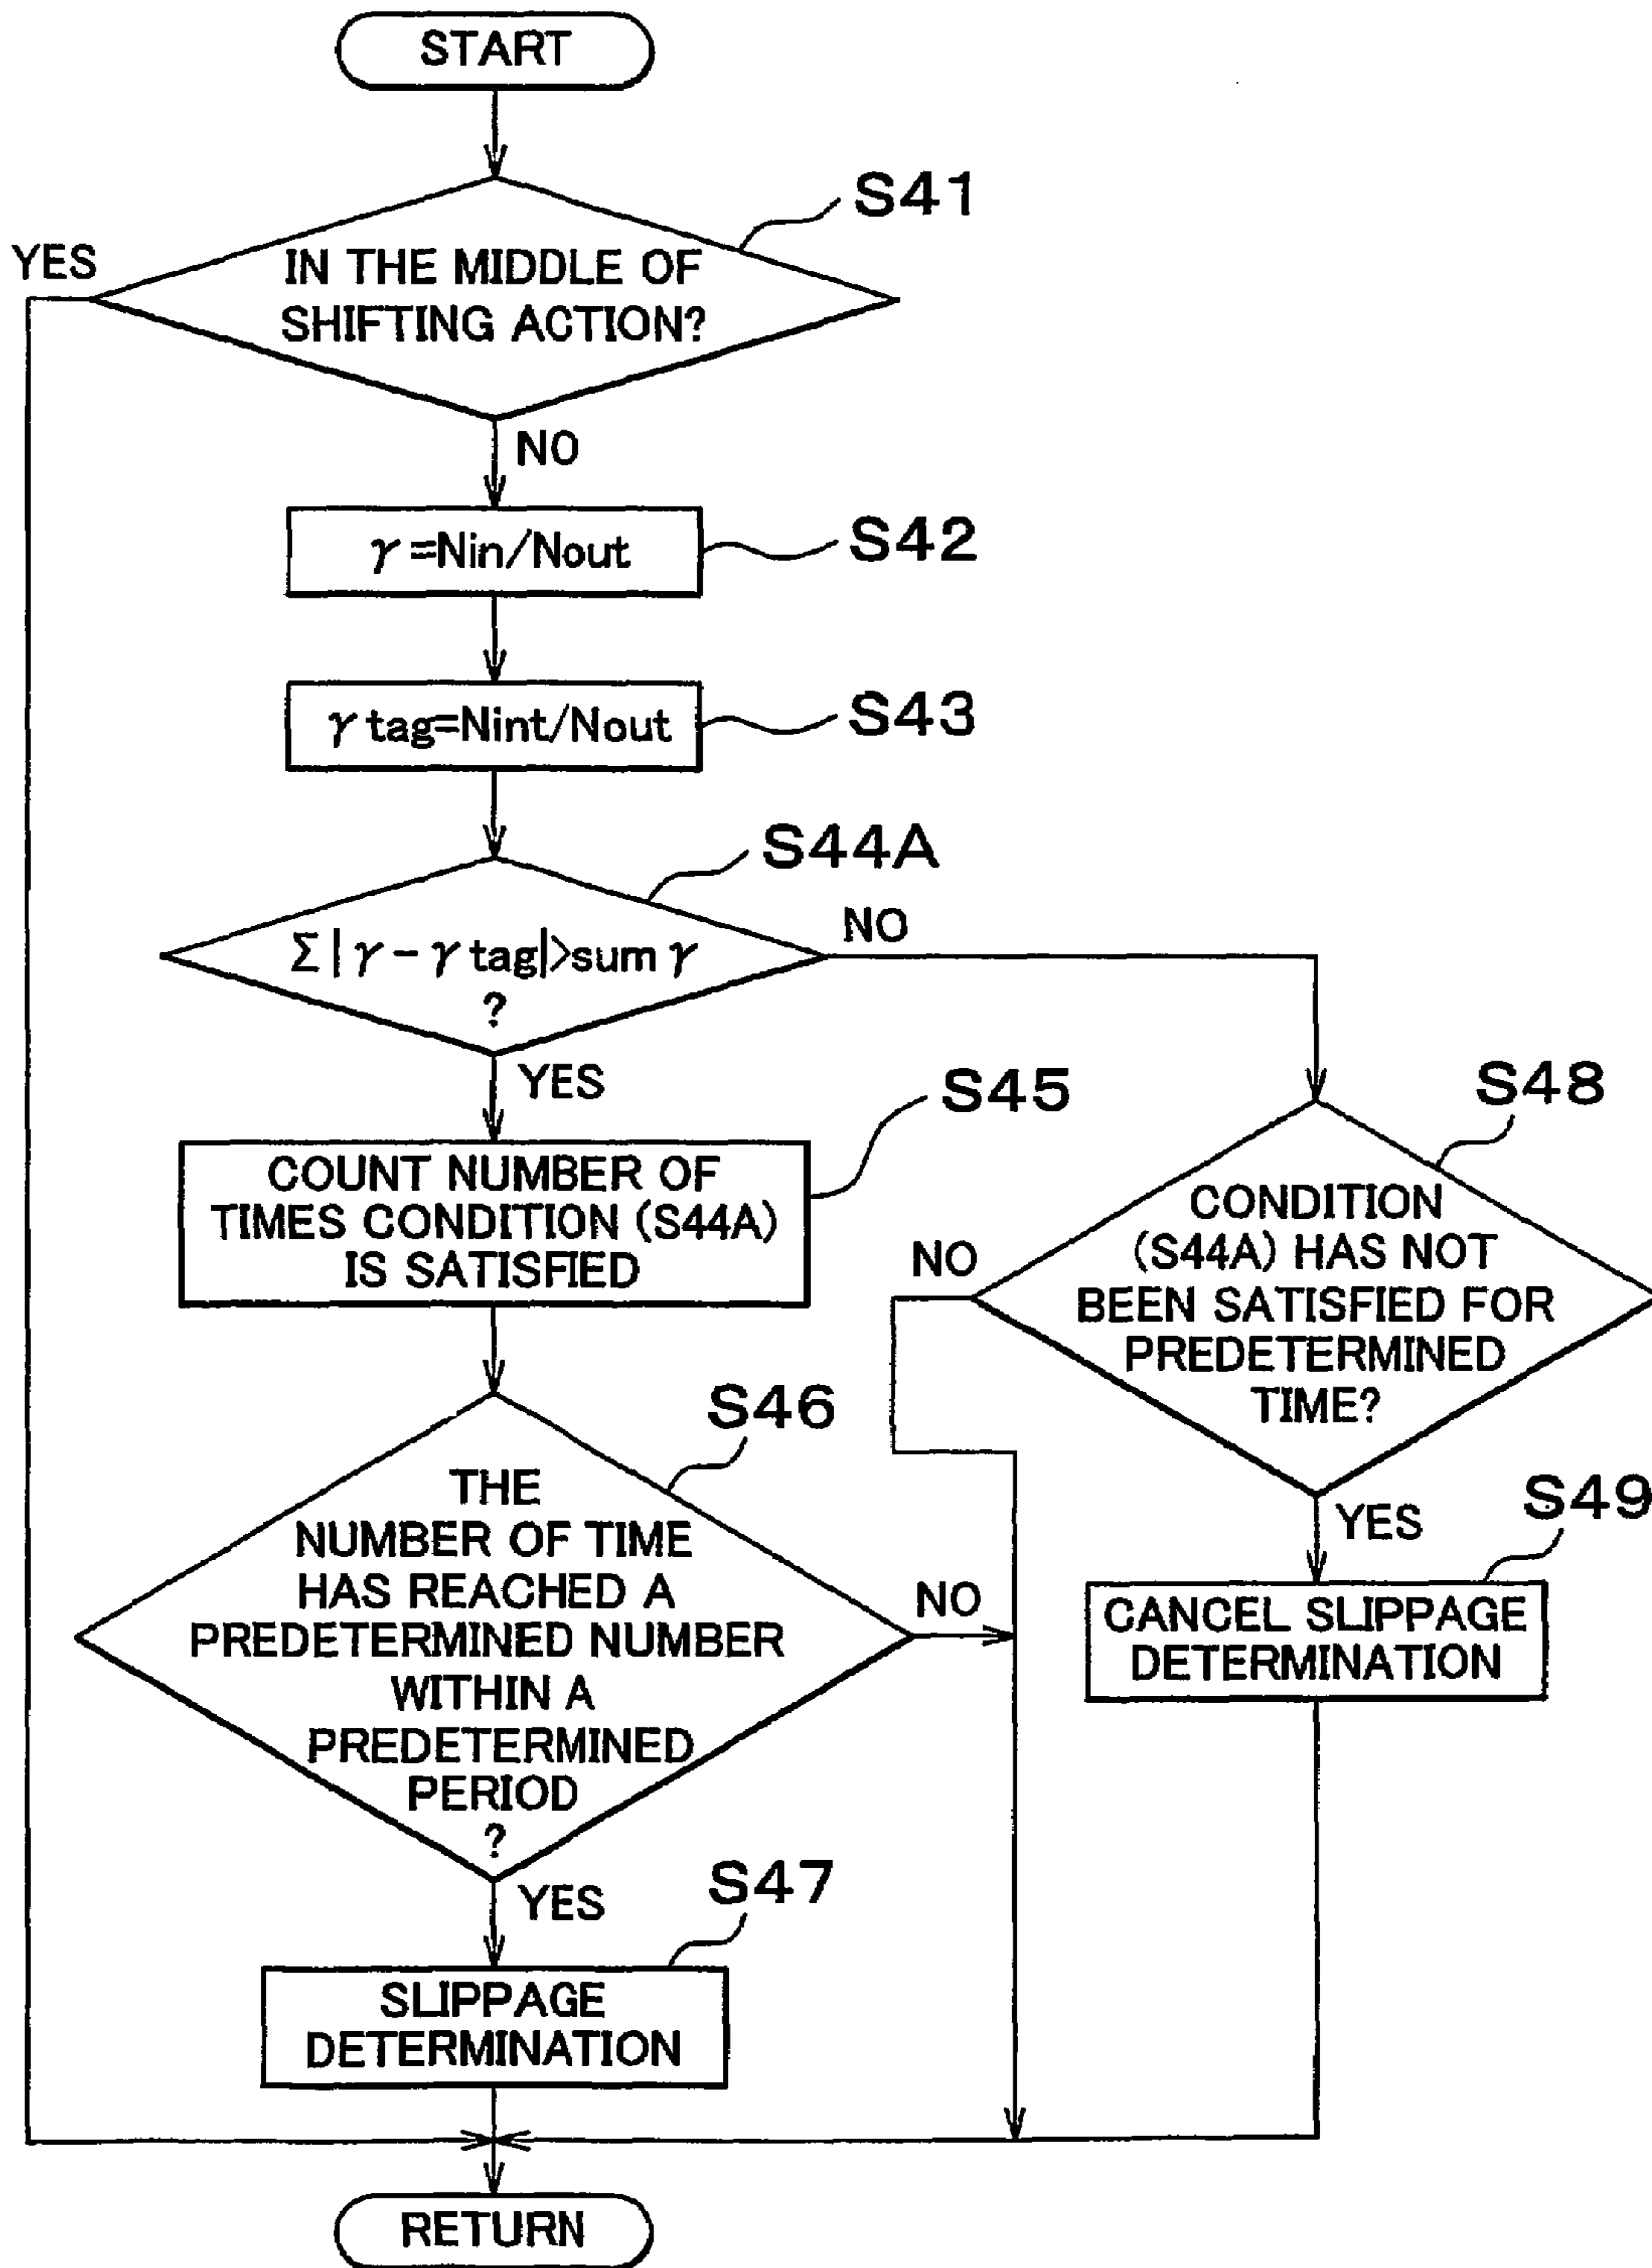 START
S41
YES
IN THE MIDDLE OF
SHIFTING ACTION?
NO
γ=Nin/Nout
S42
γtag=Nint/Nout
S43
S44A
Σ|γ-γtag|>sumγ
?
NO
YES
S45
COUNT NUMBER OF
TIMES CONDITION (S44A)
IS SATISFIED
S48
CONDITION
(S44A) HAS NOT
BEEN SATISFIED FOR
PREDETERMINED
TIME?
NO
YES
S46
THE
NUMBER OF TIME
HAS REACHED A
PREDETERMINED NUMBER
WITHIN A
PREDETERMINED
PERIOD
?
NO
YES
S49
CANCEL SLIPPAGE
DETERMINATION
S47
SLIPPAGE
DETERMINATION
RETURN